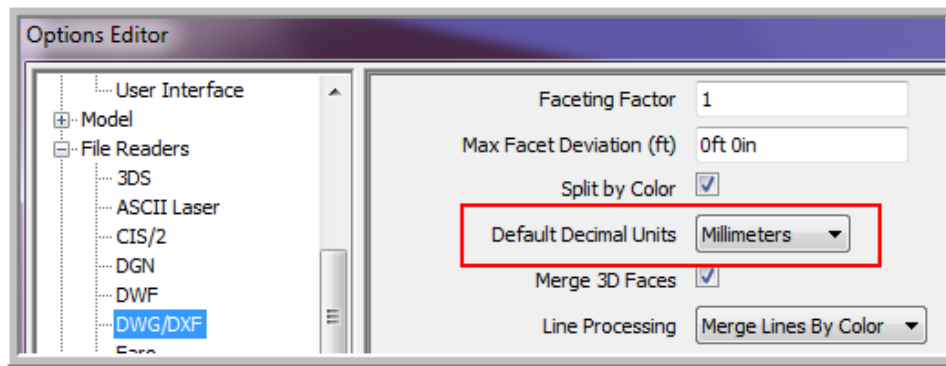 Options Editor
User Interface
Model
File Readers
3DS
ASCII Laser
CIS/2
DGN
DWF
DWG/DXF
Faro
Faceting Factor 1
Max Facet Deviation (ft) 0ft 0in
Split by Color
Default Decimal Units Millimeters
Merge 3D Faces
Line Processing Merge Lines By Color